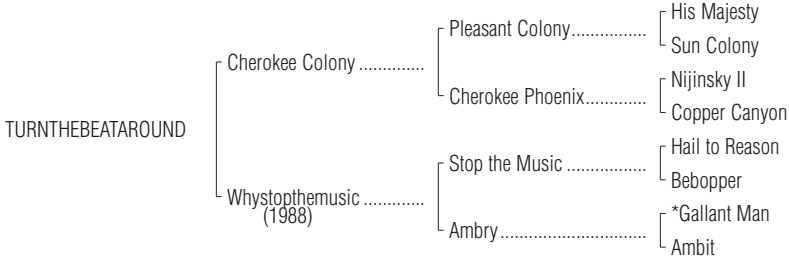 His Majesty
Pleasant Colony................
Sun Colony
Cherokee Colony ..............
Nijinsky II
Cherokee Phoenix.............
Copper Canyon
TURNTHEBEATAROUND
Hail to Reason
Stop the Music .................
Bebopper
Whystopthemusic .............
(1988)
*Gallant Man
Ambry...............................
Ambit